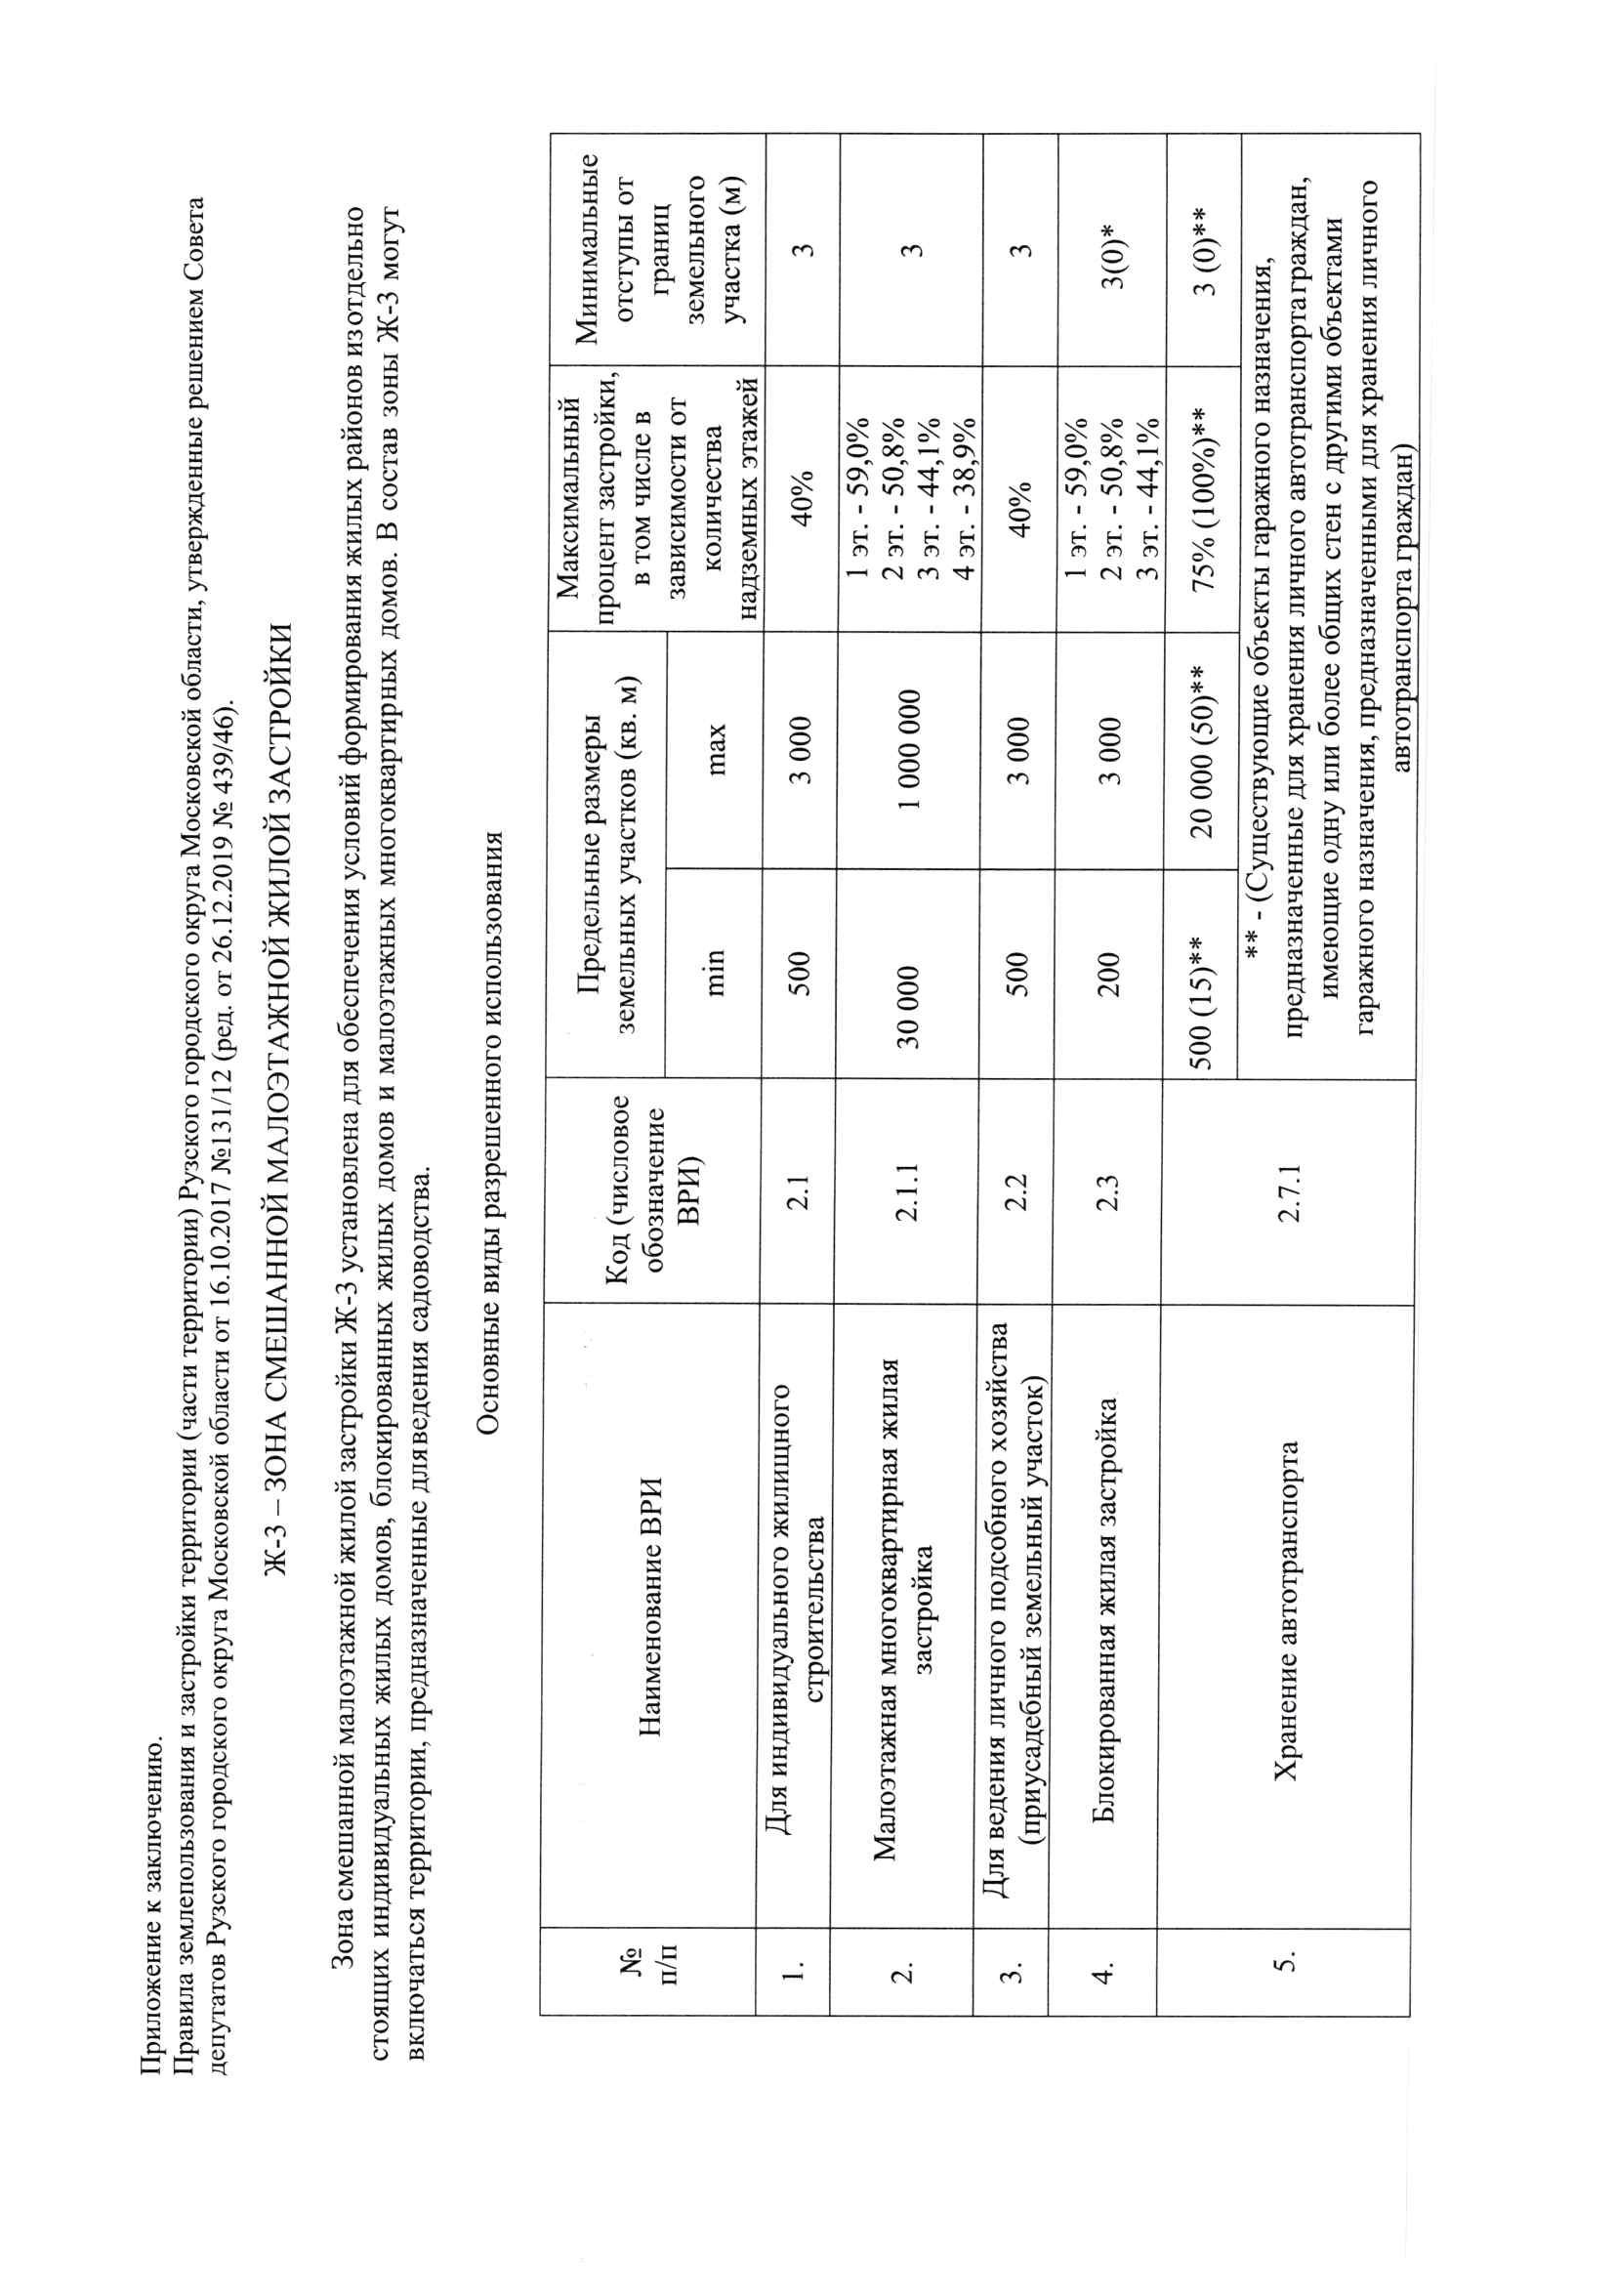 Приложение к заключению.
Правила землепользования и застройки территории (части территории) Рузского городского округа Московской области, утвержденные решением Совета
депутатов Рузского городского округа Московской области от 16.10.2017 №131/12 (ред. от 26.12.2019 № 439/46).
Ж-3 – ЗОНА СМЕШАННОЙ МАЛОЭТАЖНОЙ ЖИЛОЙ ЗАСТРОЙКИ
Зона смешанной малоэтажной жилой застройки Ж-3 установлена для обеспечения условий формирования жилых районов из отдельно
стоящих индивидуальных жилых домов, блокированных жилых домов и малоэтажных многоквартирных домов. В состав зоны Ж-3 могут
включаться территории, предназначенные для ведения садоводства.
Основные виды разрешенного использования
№
п/п
Наименование ВРИ
Код (числовое
обозначение
ВРИ)
Предельные размеры
земельных участков (кв. м)
min
max
Максимальный
процент застройки,
в том числе в
зависимости от
количества
надземных этажей
Минимальные
отступы от
границ
земельного
участка (м)
1.
Для индивидуального жилищного
строительства
2.1
500
3 000
40%
3
2.
Малоэтажная многоквартирная жилая
застройка
2.1.1
30 000
1 000 000
1 эт. - 59,0%
2 эт. - 50,8%
3 эт. - 44,1%
4 эт. - 38,9%
3
3.
Для ведения личного подсобного хозяйства
(приусадебный земельный участок)
2.2
500
3 000
40%
3
4.
Блокированная жилая застройка
2.3
200
3 000
1 эт. - 59,0%
2 эт. - 50,8%
3 эт. - 44,1%
3(0)*
5.
Хранение автотранспорта
2.7.1
500 (15)**
20 000 (50)**
75% (100%)**
3 (0)**
** - (Существующие объекты гаражного назначения,
предназначенные для хранения личного автотранспорта граждан,
имеющие одну или более общих стен с другими объектами
гаражного назначения, предназначенными для хранения личного
автотранспорта граждан)